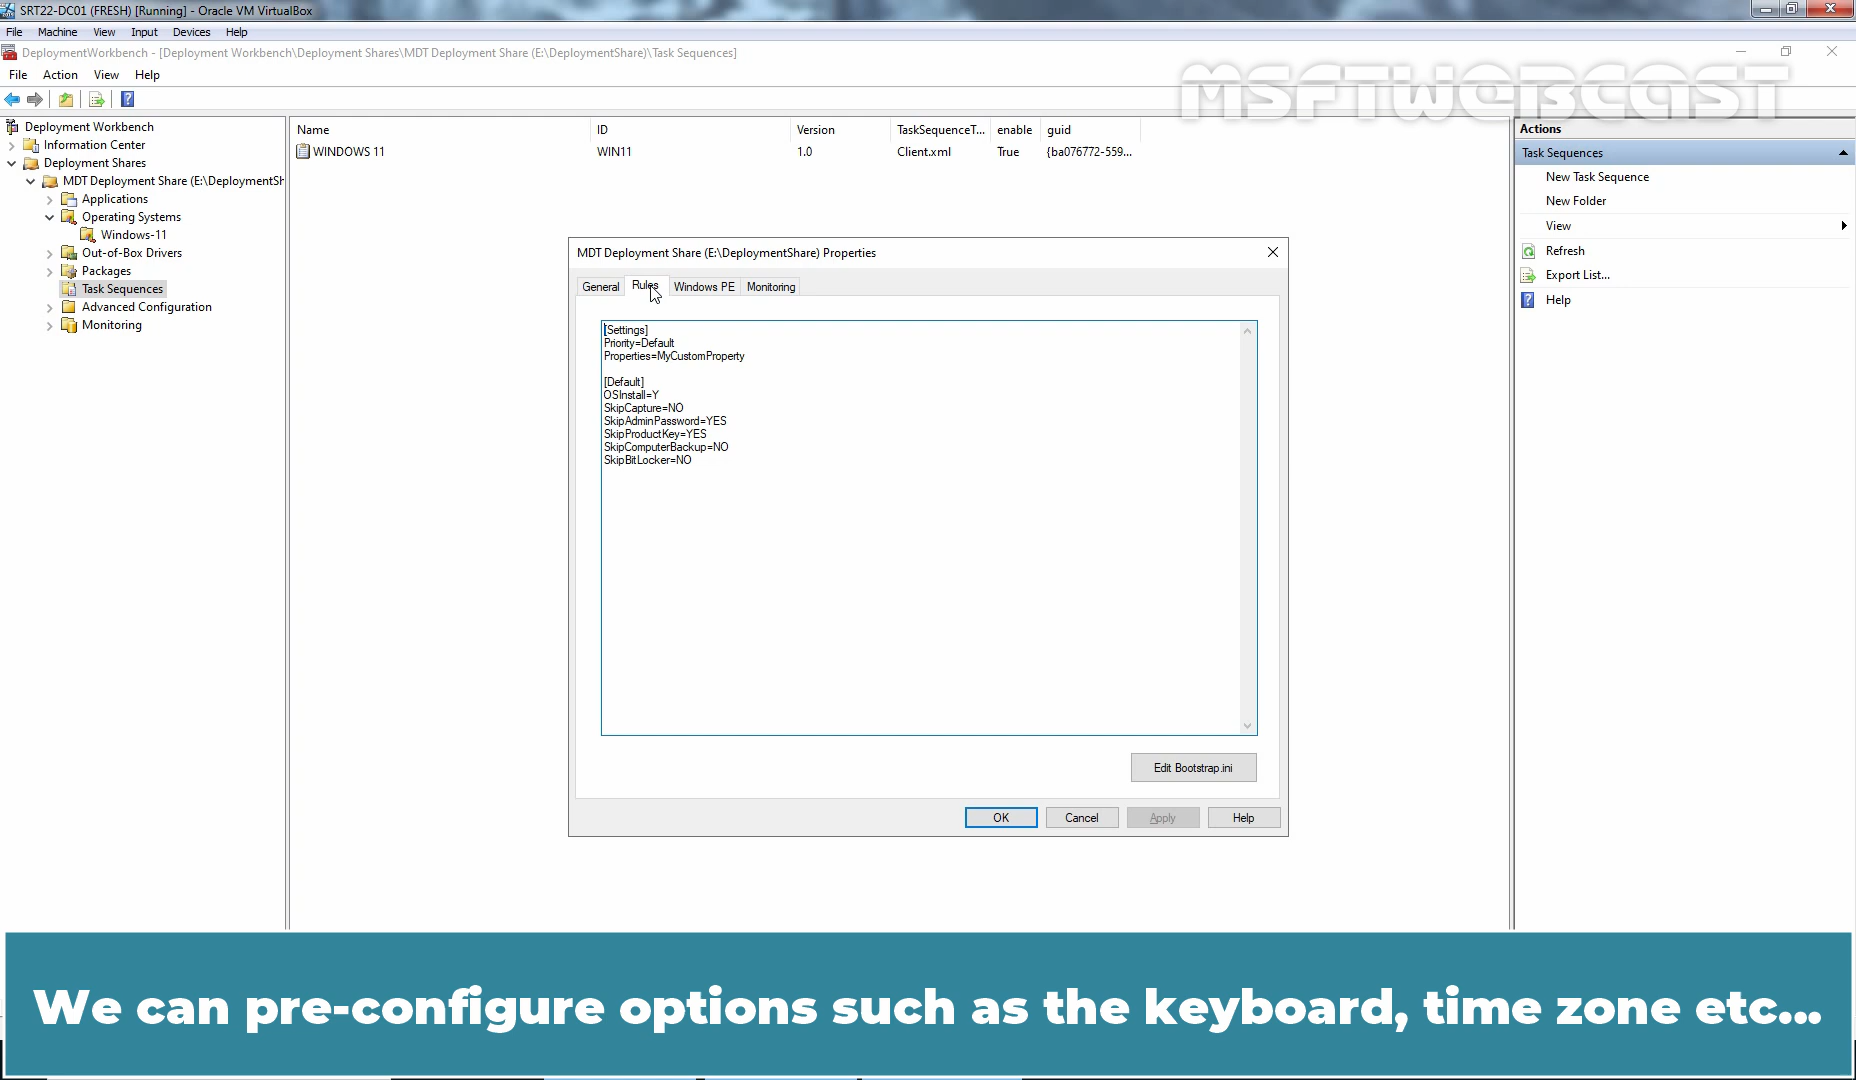 SRT22-DC01 (FRESH) [Running] - Oracle VM VirtualBox
File Machine View Input Devices Help
DeploymentWorkbench - [Deployment Workbench\Deployment Shares\MDT Deployment Share (E:\DeploymentShare)\Task Sequences]
File Action View Help
MSFTWEBCAST
Deployment Workbench
Information Center
Deployment Shares
MDT Deployment Share (E:\DeploymentSh
Applications
Operating Systems
Windows-11
Out-of-Box Drivers
Packages
Task Sequences
Advanced Configuration
Monitoring
Name ID Version TaskSequenceT... enable guid
WINDOWS 11 WIN11 1.0 Client.xml True {ba076772-559...
MDT Deployment Share (E:\DeploymentShare) Properties
General Rules Windows PE Monitoring
[Settings]
Priority=Default
Properties=MyCustomProperty
[Default]
OSInstall=Y
SkipCapture=NO
SkipAdminPassword=YES
SkipProductKey=YES
SkipComputerBackup=NO
SkipBitLocker=NO
Edit Bootstrap.ini
OK Cancel Apply Help
Actions
Task Sequences
New Task Sequence
New Folder
View
Refresh
Export List...
Help
We can pre-configure options such as the keyboard, time zone etc...